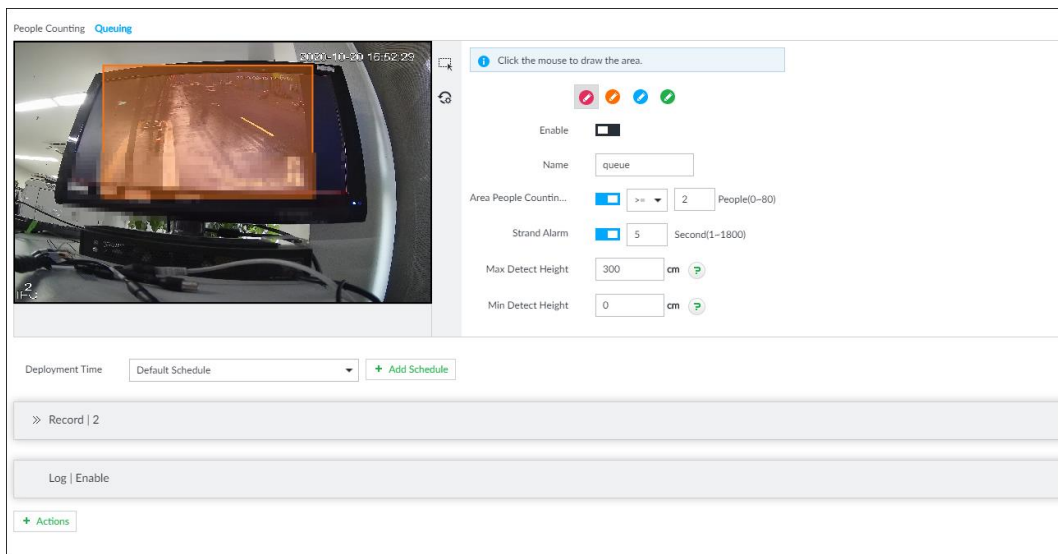 People Counting Queuing
2020-10-20 16:52:29
2
IPC
Click the mouse to draw the area.
Enable
Name queue
Area People Countin... >= 2 People(0~80)
Strand Alarm 5 Second(1~1800)
Max Detect Height 300 cm ?
Min Detect Height 0 cm ?
Deployment Time Default Schedule + Add Schedule
» Record | 2
Log | Enable
+ Actions